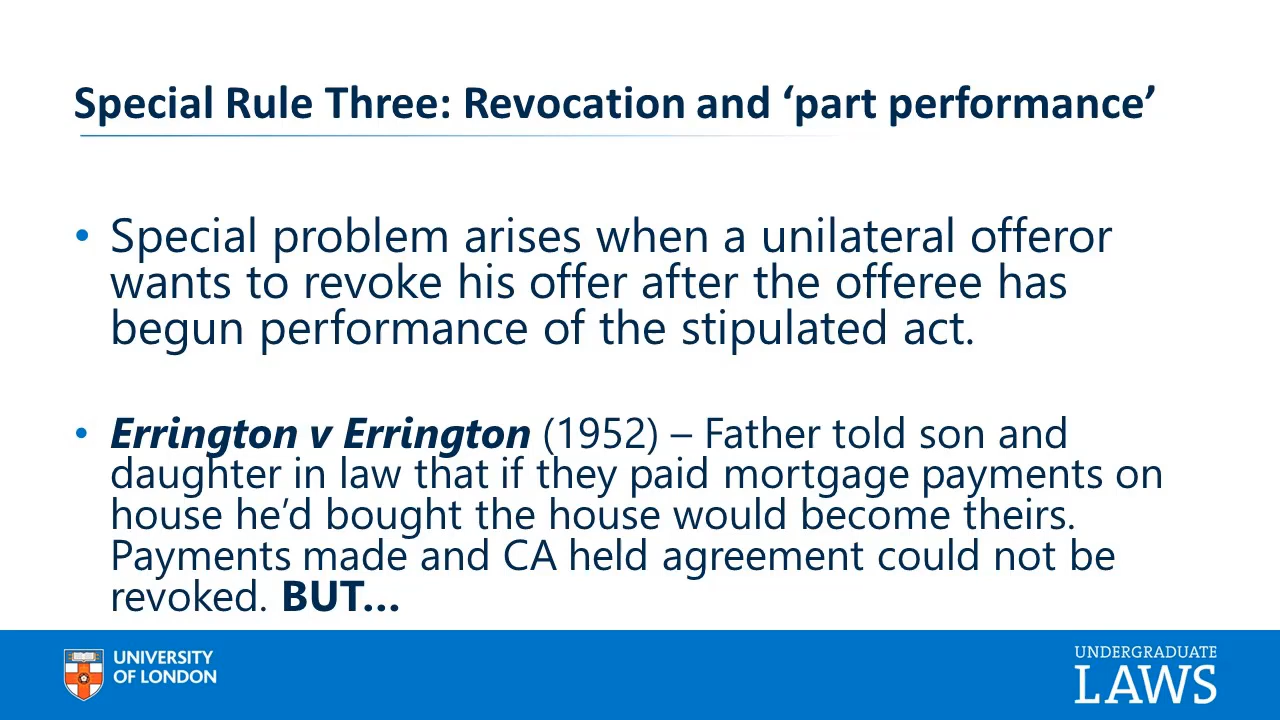 Special Rule Three: Revocation and ‘part performance’
• Special problem arises when a unilateral offeror
wants to revoke his offer after the offeree has
begun performance of the stipulated act.
• Errington v Errington (1952) – Father told son and
daughter in law that if they paid mortgage payments on
house he’d bought the house would become theirs.
Payments made and CA held agreement could not be
revoked. BUT…
UNIVERSITY
OF LONDON
UNDERGRADUATE
LAWS